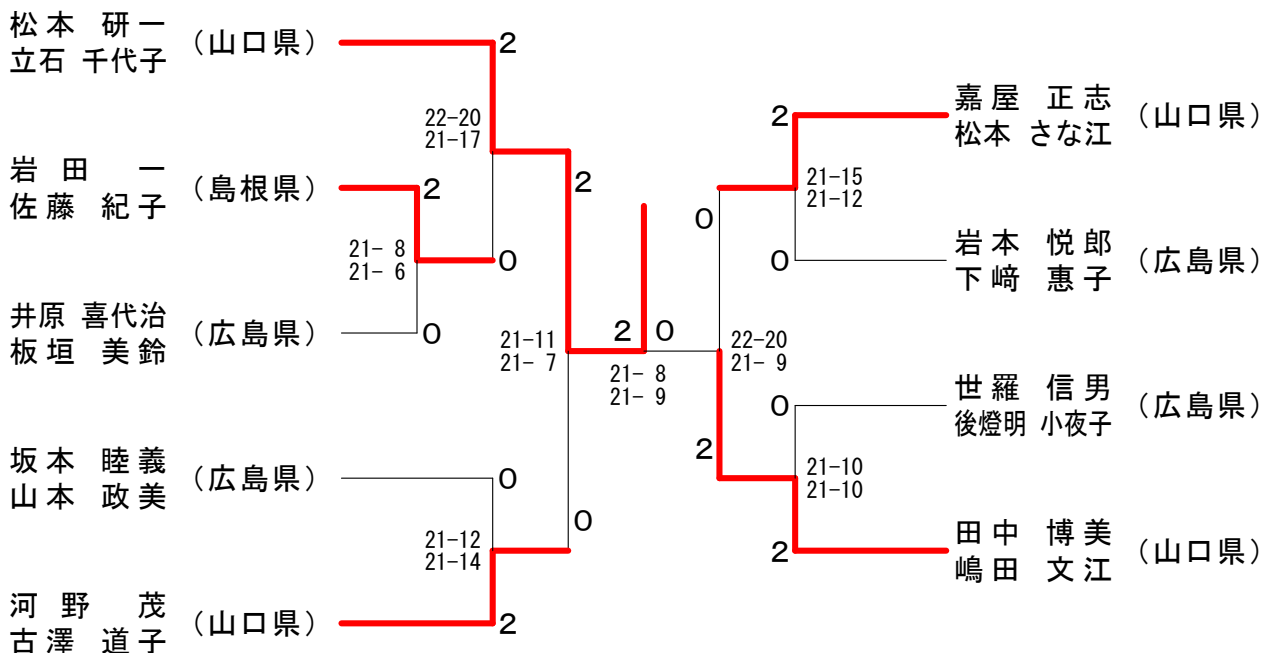 松本 研一
立石 千代子
（山口県）
2
22-20
21-17
岩田 一
佐藤 紀子
（島根県）
2
21- 8
21- 6
0
井原 喜代治
板垣 美鈴
（広島県）
0
2
21-11
21- 7
坂本 睦義
山本 政美
（広島県）
0
21-12
21-14
0
河野 茂
古澤 道子
（山口県）
2
2
0
21- 8
21- 9
嘉屋 正志
松本 さな江
（山口県）
2
21-15
21-12
0
岩本 悦郎
下﨑 惠子
（広島県）
0
22-20
21- 9
世羅 信男
後燈明 小夜子
（広島県）
0
2
21-10
21-10
田中 博美
嶋田 文江
（山口県）
2